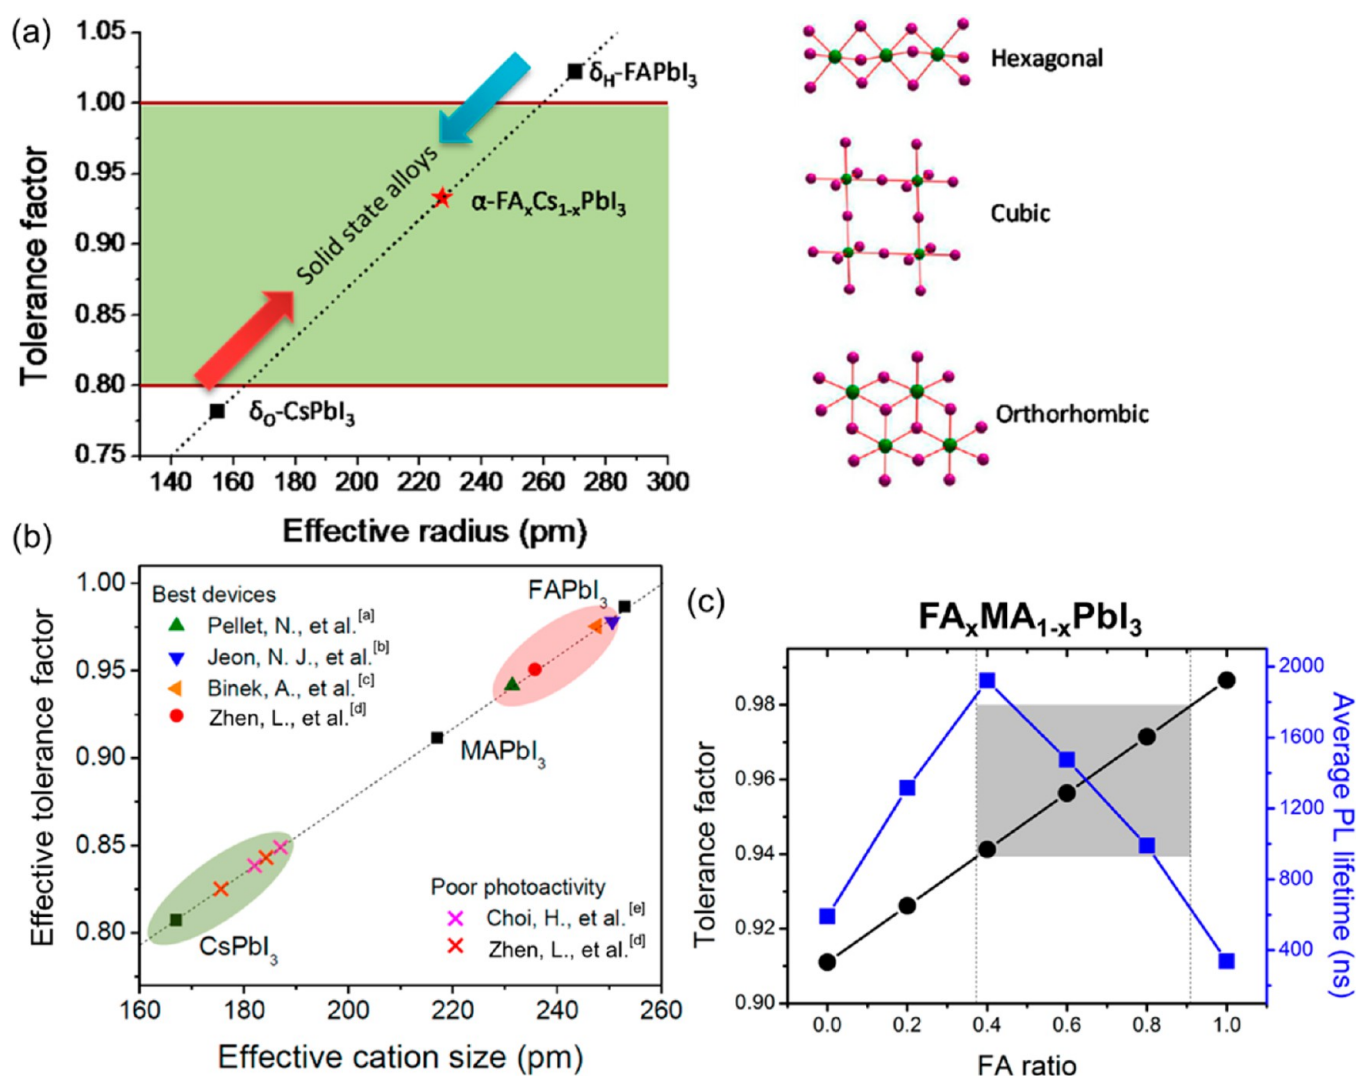 (a)
Tolerance factor
1.05
1.00
0.95
0.90
0.85
0.80
0.75
δH-FAPbI3
Solid state alloys
α-FAxCs1-xPbI3
δO-CsPbI3
140 160 180 200 220 240 260 280 300
Effective radius (pm)
Hexagonal
Cubic
Orthorhombic
(b)
Effective tolerance factor
1.00
0.95
0.90
0.85
0.80
Best devices
Pellet, N., et al.[a]
Jeon, N. J., et al.[b]
Binek, A., et al.[c]
Zhen, L., et al.[d]
FAPbI3
MAPbI3
CsPbI3
Poor photoactivity
Choi, H., et al.[e]
Zhen, L., et al.[d]
160 180 200 220 240 260
Effective cation size (pm)
(c)
FAxMA1-xPbI3
Tolerance factor
0.98
0.96
0.94
0.92
0.90
2000
1600
1200
800
400
Average PL lifetime (ns)
0.0 0.2 0.4 0.6 0.8 1.0
FA ratio